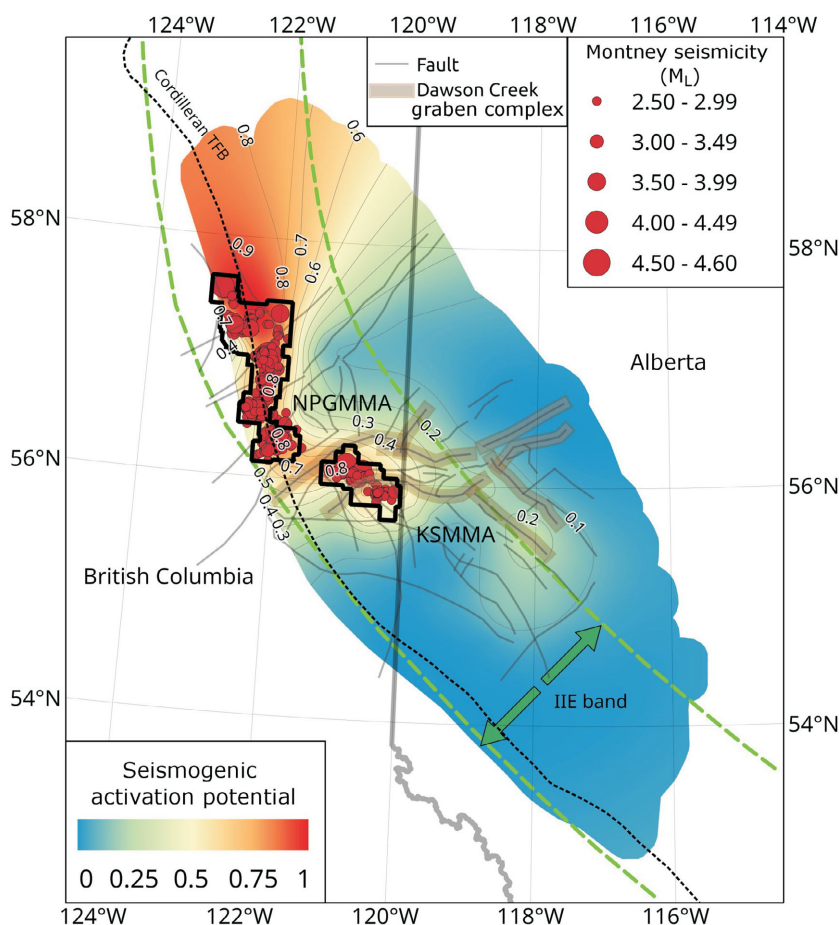 124°W 122°W 120°W 118°W 116°W 114°W
Fault
Dawson Creek
graben complex
Montney seismicity
(ML)
2.50 - 2.99
3.00 - 3.49
3.50 - 3.99
4.00 - 4.49
4.50 - 4.60
Cordilleran TFB
0.8
0.6
58°N
58°N
0.9
0.7
0.8
0.6
0.7
0.4
0
Alberta
0.8
NPGMMA
0.3
0.4
0.2
0.8
56°N
0.7
0.8
56°N
0.5
0.4
0.3
0.2
0.1
KSMMA
British Columbia
54°N
IIE band
54°N
Seismogenic
activation potential
0 0.25 0.5 0.75 1
124°W 122°W 120°W 118°W 116°W